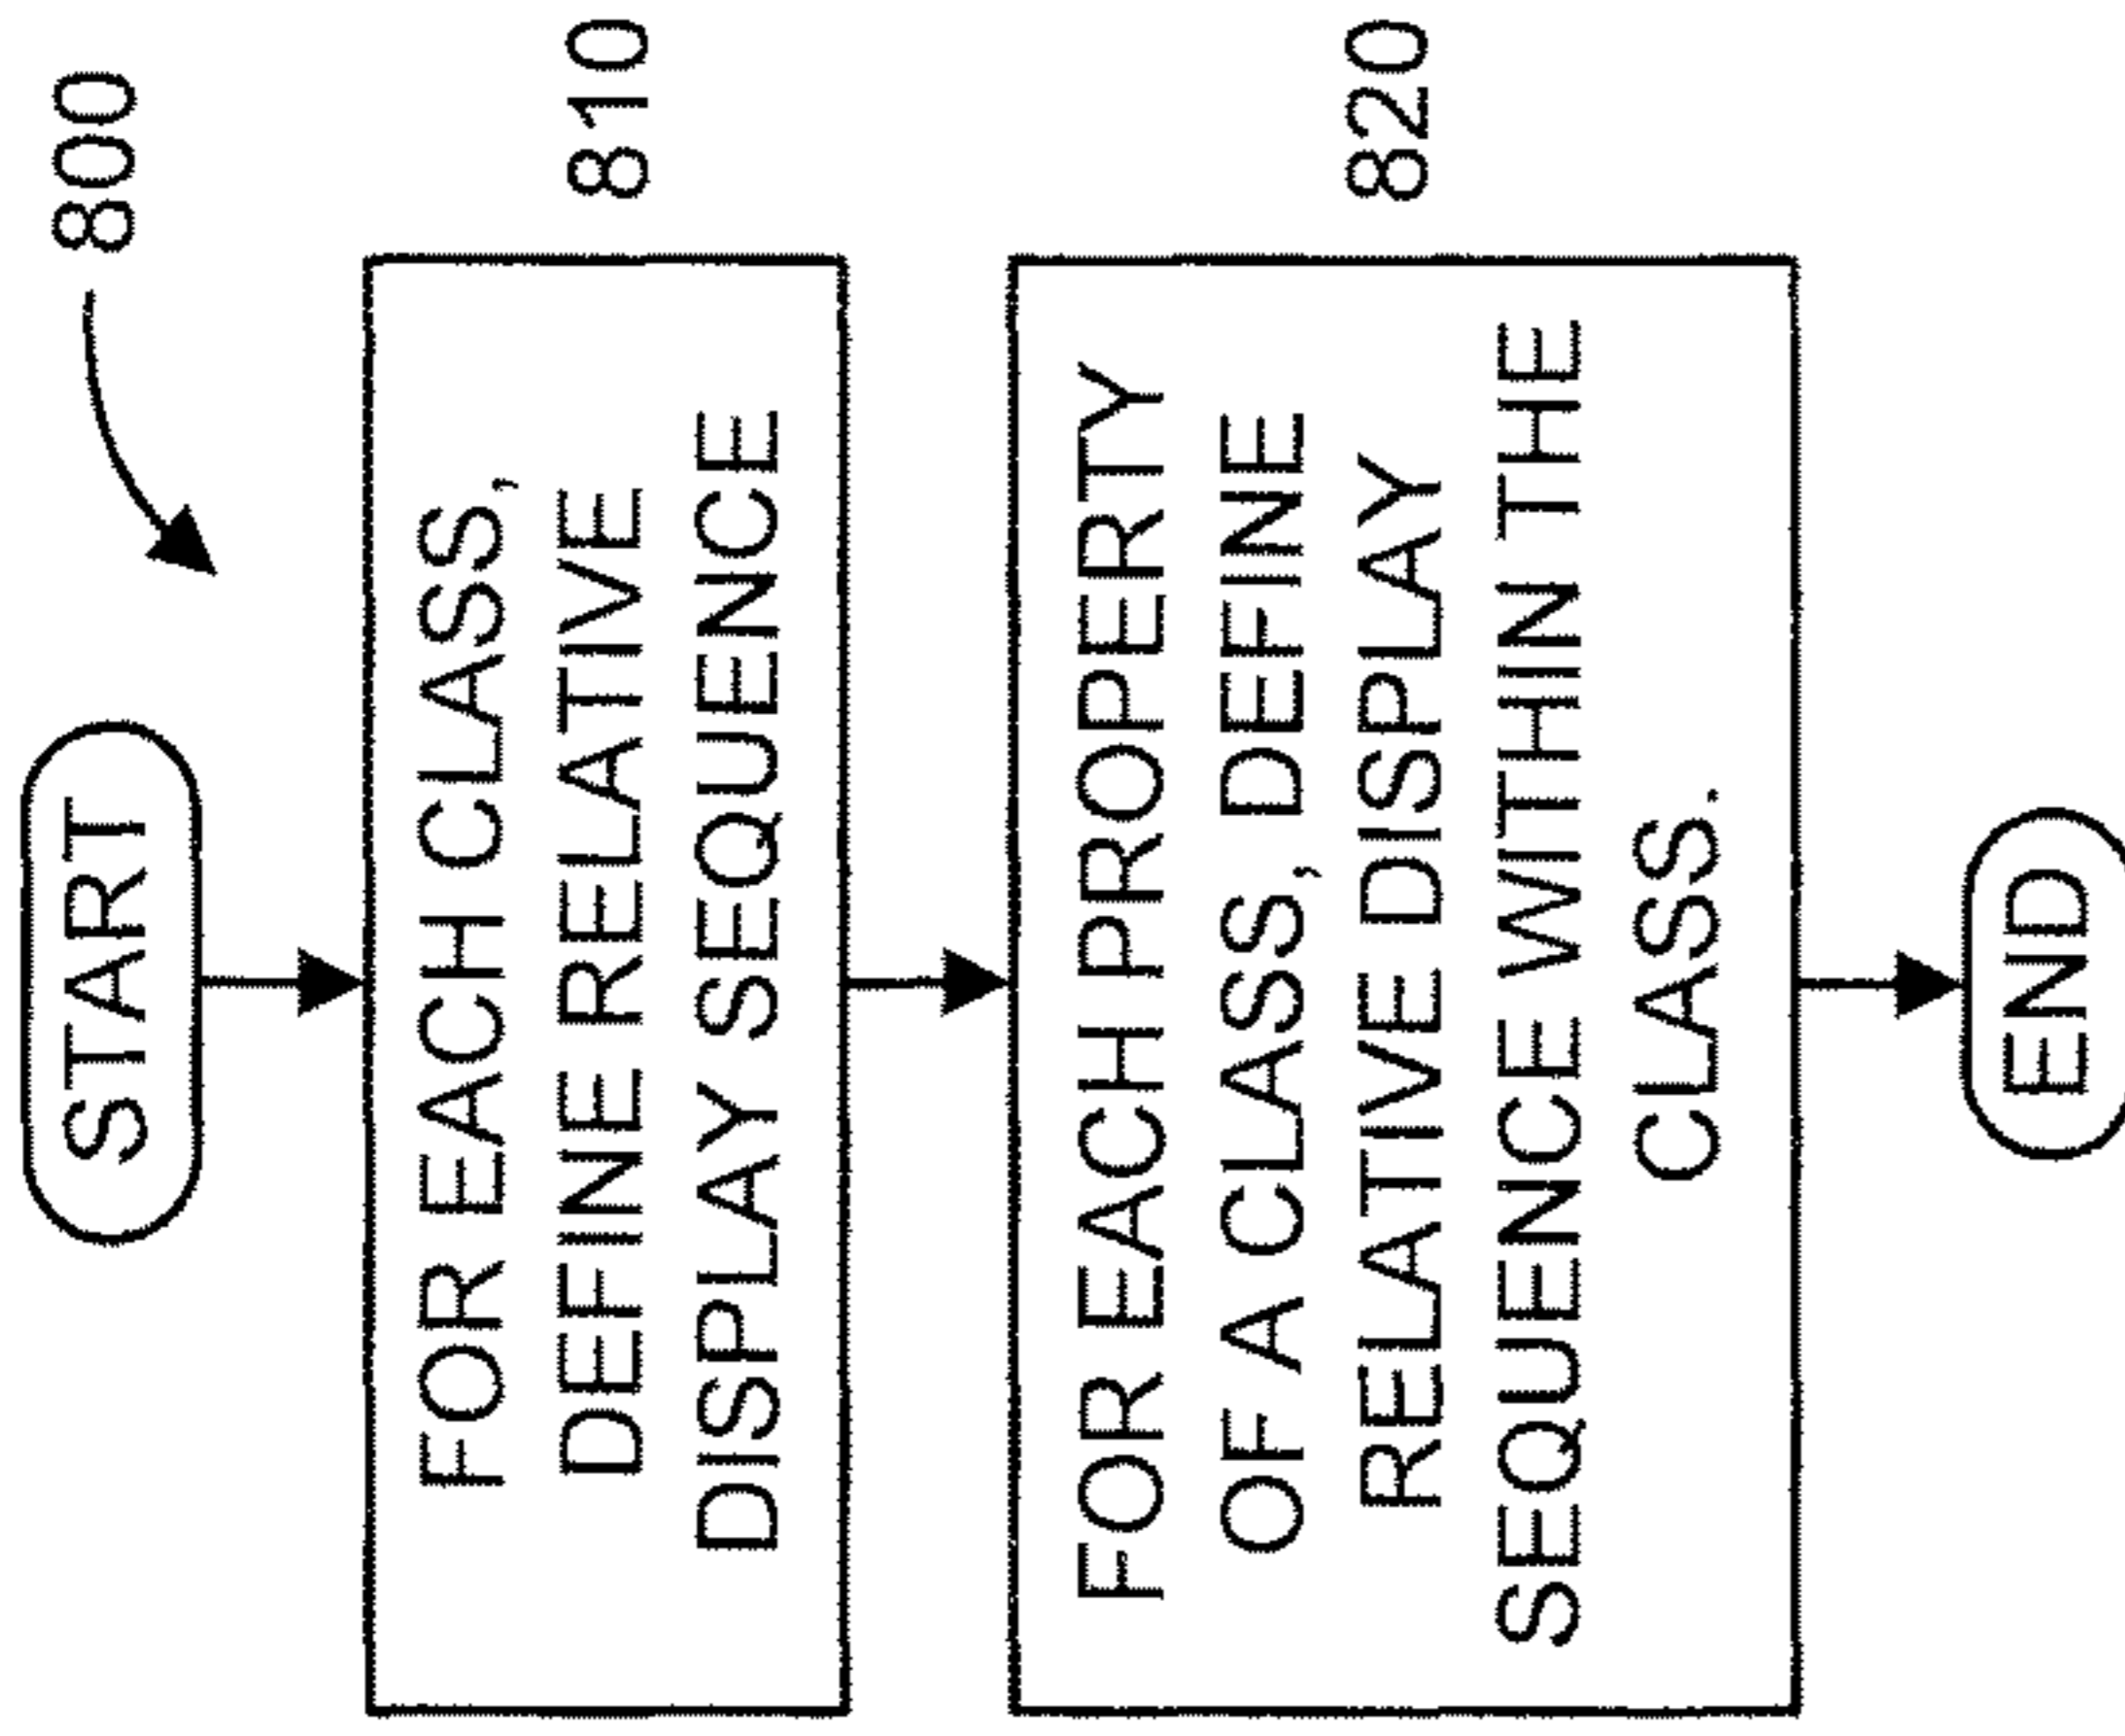 800
START
FOR EACH CLASS,
DEFINE RELATIVE
DISPLAY SEQUENCE
810
FOR EACH PROPERTY
OF A CLASS, DEFINE
RELATIVE DISPLAY
SEQUENCE WITHIN THE
CLASS.
820
END